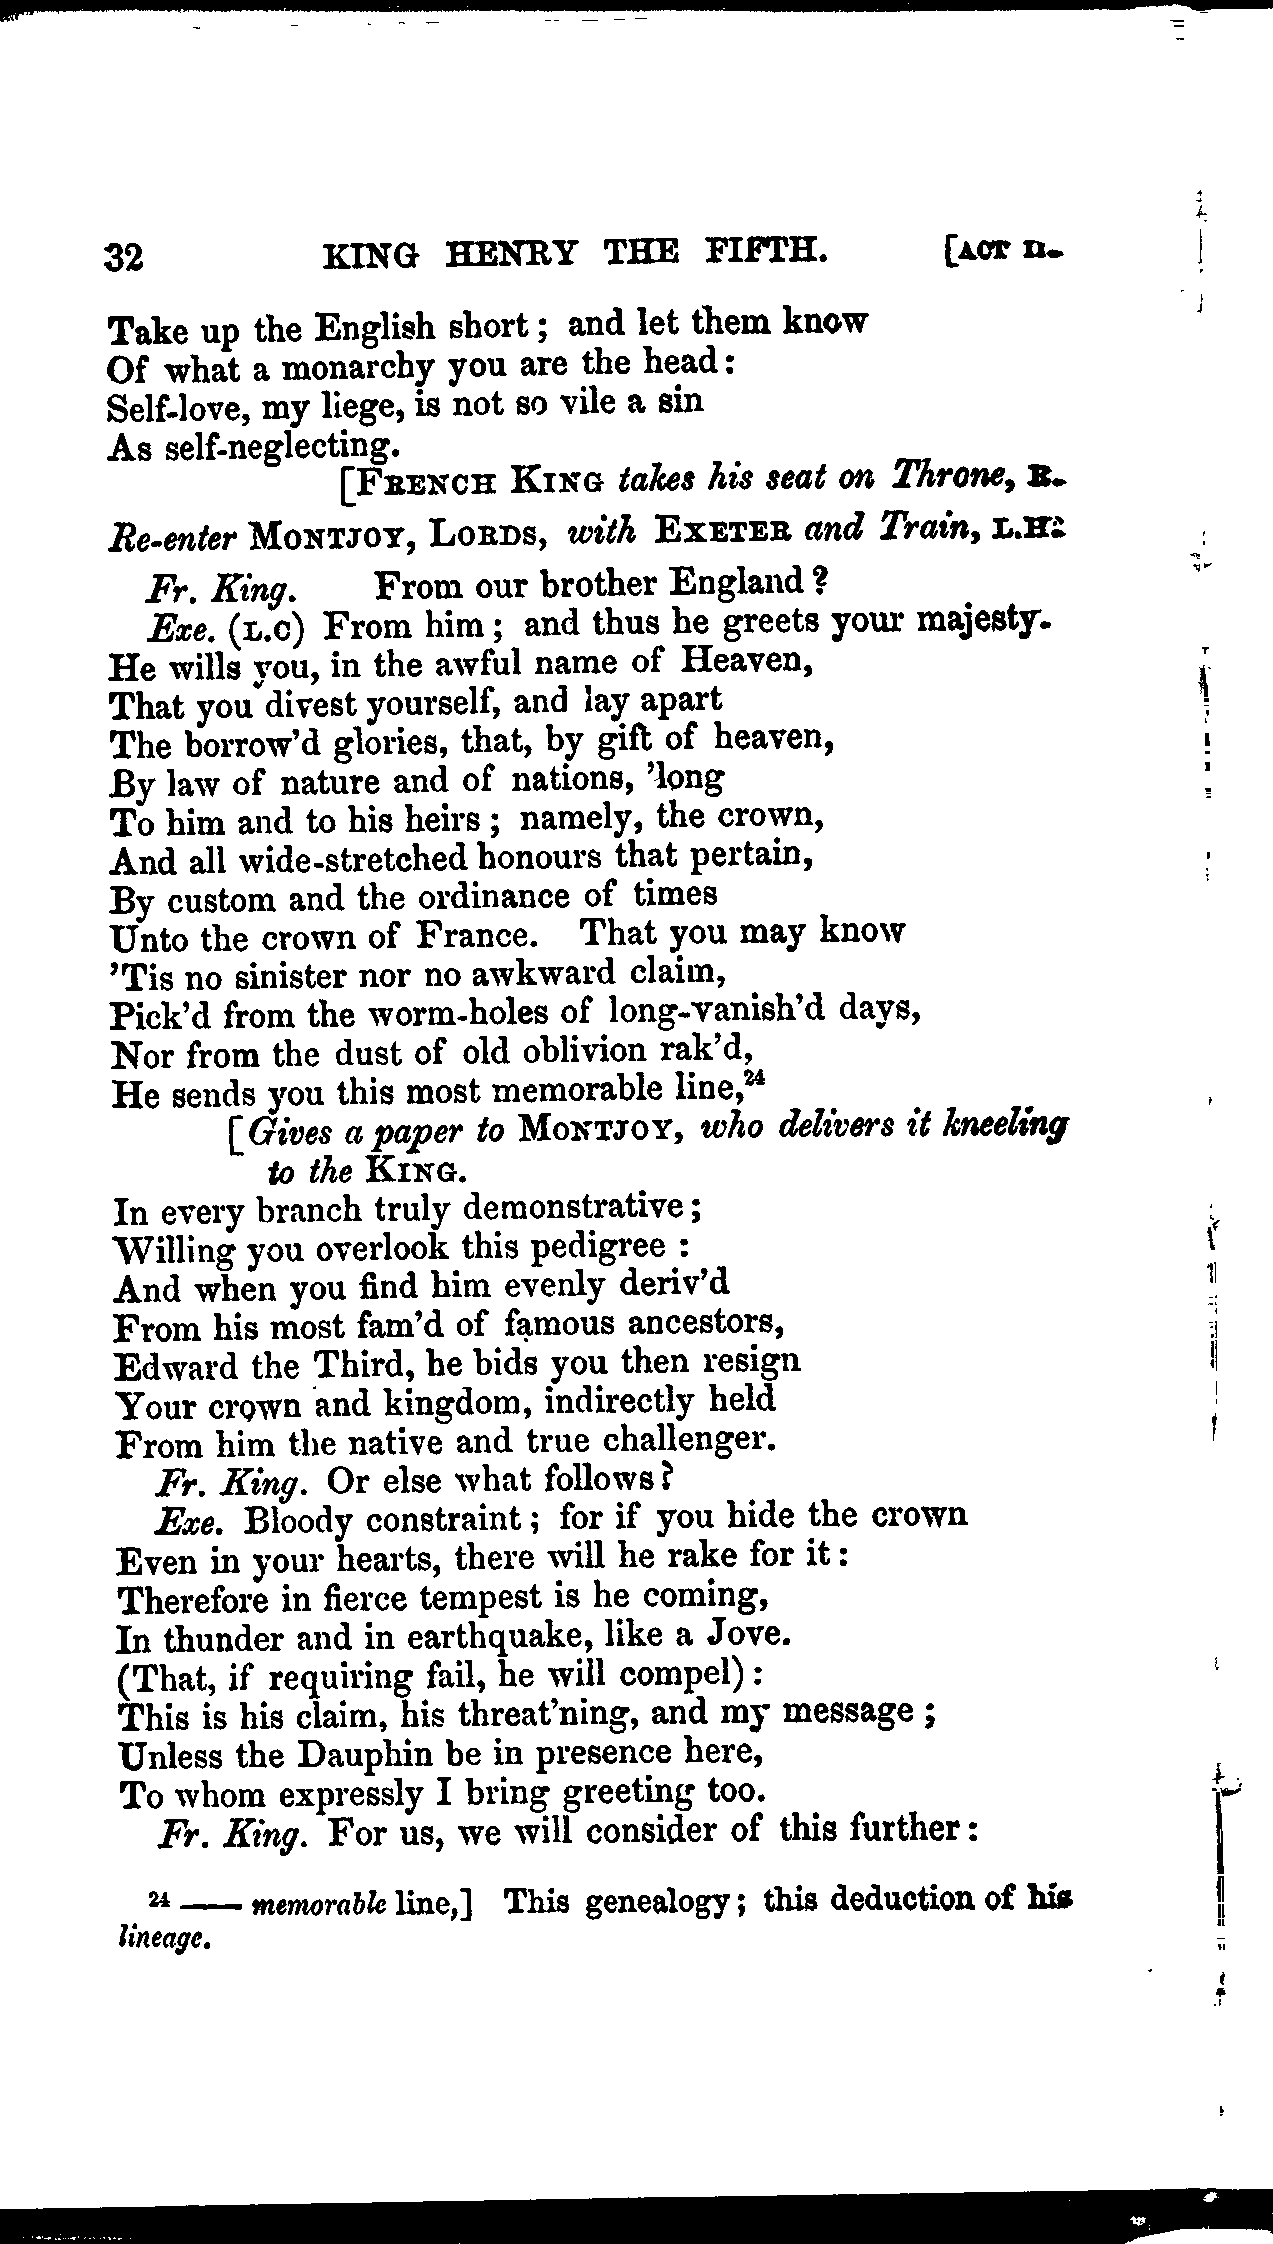 32 KING HENRY THE FIFTH. [ACT II.
Take up the English short; and let them know
Of what a monarchy you are the head:
Self-love, my liege, is not so vile a sin
As self-neglecting.
[FRENCH KING takes his seat on Throne, R.
Re-enter MONTJOY, LORDS, with EXETER and Train, L.H.
Fr. King. From our brother England?
Exe. (L.C) From him; and thus he greets your majesty.
He wills you, in the awful name of Heaven,
That you divest yourself, and lay apart
The borrow'd glories, that, by gift of heaven,
By law of nature and of nations, 'long
To him and to his heirs; namely, the crown,
And all wide-stretched honours that pertain,
By custom and the ordinance of times
Unto the crown of France. That you may know
'Tis no sinister nor no awkward claim,
Pick'd from the worm-holes of long-vanish'd days,
Nor from the dust of old oblivion rak'd,
He sends you this most memorable line,24
[Gives a paper to MONTJOY, who delivers it kneeling
to the KING.
In every branch truly demonstrative;
Willing you overlook this pedigree :
And when you find him evenly deriv'd
From his most fam'd of famous ancestors,
Edward the Third, he bids you then resign
Your crown and kingdom, indirectly held
From him the native and true challenger.
Fr. King. Or else what follows?
Exe. Bloody constraint; for if you hide the crown
Even in your hearts, there will he rake for it:
Therefore in fierce tempest is he coming,
In thunder and in earthquake, like a Jove.
(That, if requiring fail, he will compel):
This is his claim, his threat'ning, and my message;
Unless the Dauphin be in presence here,
To whom expressly I bring greeting too.
Fr. King. For us, we will consider of this further:
24 —— memorable line,] This genealogy; this deduction of his
lineage.